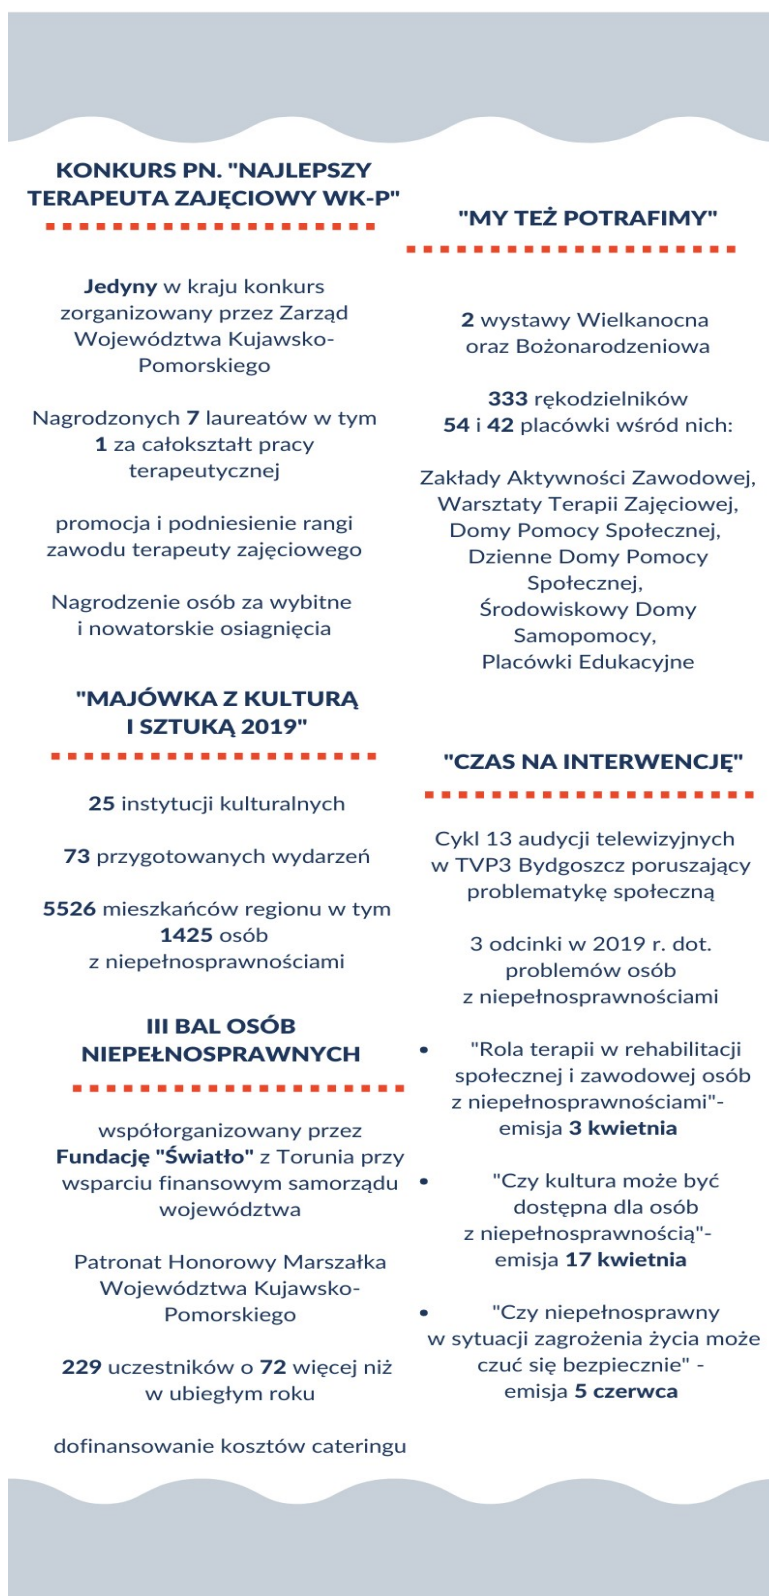 KONKURS PN. "NAJLEPSZY
TERAPEUTA ZAJĘCIOWY WK-P"
Jedyny w kraju konkurs
zorganizowany przez Zarząd
Województwa Kujawsko-
Pomorskiego
Nagrodzonych 7 laureatów w tym
1 za całokształt pracy
terapeutycznej
promocja i podniesienie rangi
zawodu terapeuty zajęciowego
Nagrodzenie osób za wybitne
i nowatorskie osiagnięcia
"MAJÓWKA Z KULTURĄ
I SZTUKĄ 2019"
25 instytucji kulturalnych
73 przygotowanych wydarzeń
5526 mieszkańców regionu w tym
1425 osób
z niepełnosprawnościami
III BAL OSÓB
NIEPEŁNOSPRAWNYCH
współorganizowany przez
Fundację "Światło" z Torunia przy
wsparciu finansowym samorządu
województwa
Patronat Honorowy Marszałka
Województwa Kujawsko-
Pomorskiego
229 uczestników o 72 więcej niż
w ubiegłym roku
dofinansowanie kosztów cateringu
"MY TEŻ POTRAFIMY"
2 wystawy Wielkanocna
oraz Bożonarodzeniowa
333 rękodzielników
54 i 42 placówki wśród nich:
Zakłady Aktywności Zawodowej,
Warsztaty Terapii Zajęciowej,
Domy Pomocy Społecznej,
Dzienne Domy Pomocy
Społecznej,
Środowiskowy Domy
Samopomocy,
Placówki Edukacyjne
"CZAS NA INTERWENCJĘ"
Cykl 13 audycji telewizyjnych
w TVP3 Bydgoszcz poruszający
problematykę społeczną
3 odcinki w 2019 r. dot.
problemów osób
z niepełnosprawnościami
• "Rola terapii w rehabilitacji
społecznej i zawodowej osób
z niepełnosprawnościami"-
emisja 3 kwietnia
• "Czy kultura może być
dostępna dla osób
z niepełnosprawnością"-
emisja 17 kwietnia
• "Czy niepełnosprawny
w sytuacji zagrożenia życia może
czuć się bezpiecznie" -
emisja 5 czerwca